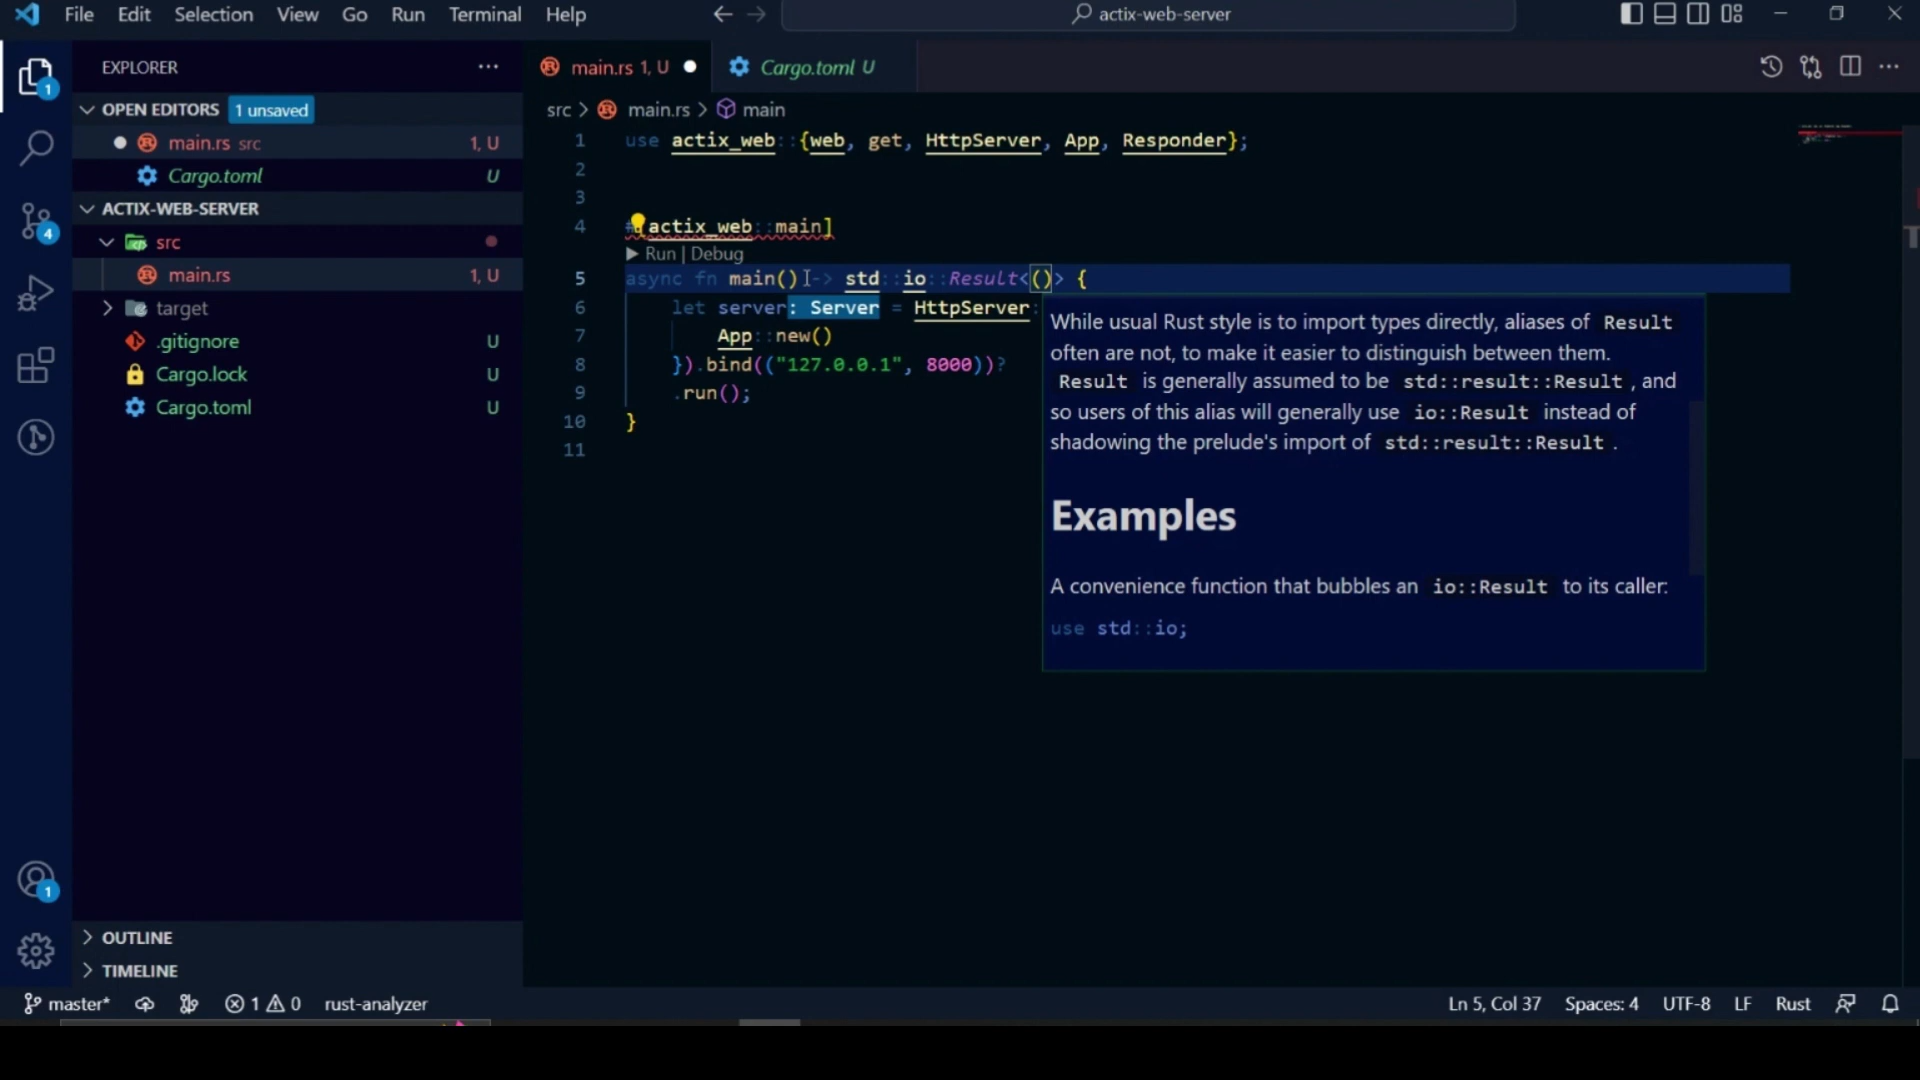 File Edit Selection View Go Run Terminal Help
actix-web-server
EXPLORER
OPEN EDITORS 1 unsaved
main.rs src 1, U
Cargo.toml U
ACTIX-WEB-SERVER
src
main.rs 1, U
target
.gitignore U
Cargo.lock U
Cargo.toml U
OUTLINE
TIMELINE
1
4
1
main.rs 1, U
Cargo.toml U
src > main.rs > main
1 use actix_web::{web, get, HttpServer, App, Responder};
2
3
4 #[actix_web::main]
Run | Debug
5 async fn main() -> std::io::Result<()> {
6 let server: Server = HttpServer:
7 App::new()
8 }).bind(("127.0.0.1", 8000))?
9 .run();
10 }
11
While usual Rust style is to import types directly, aliases of Result
often are not, to make it easier to distinguish between them.
Result is generally assumed to be std::result::Result, and
so users of this alias will generally use io::Result instead of
shadowing the prelude's import of std::result::Result.
Examples
A convenience function that bubbles an io::Result to its caller:
use std::io;
master* 1 0 rust-analyzer
Ln 5, Col 37 Spaces: 4 UTF-8 LF Rust